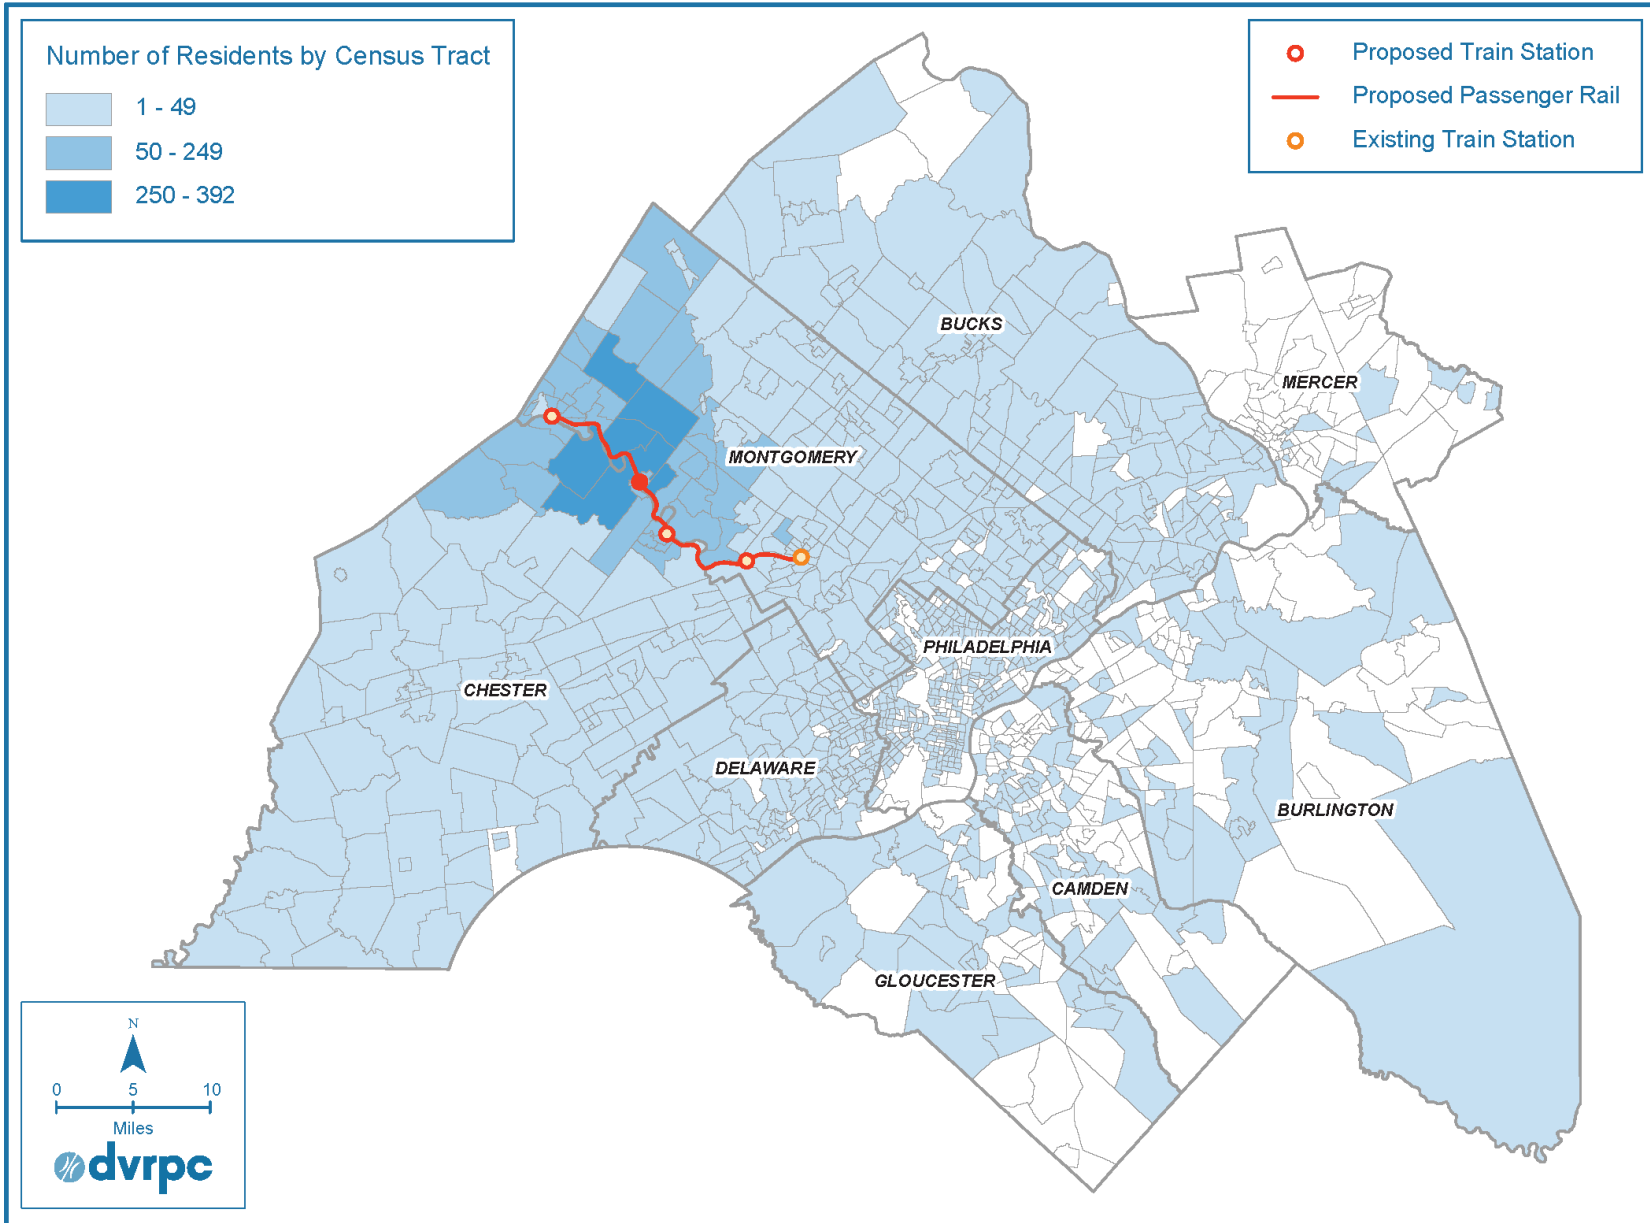 Number of Residents by Census Tract
1 - 49
50 - 249
250 - 392
Proposed Train Station
Proposed Passenger Rail
Existing Train Station
BUCKS
MERCER
MONTGOMERY
PHILADELPHIA
CHESTER
DELAWARE
BURLINGTON
CAMDEN
GLOUCESTER
N
0 5 10
Miles
dvrpc